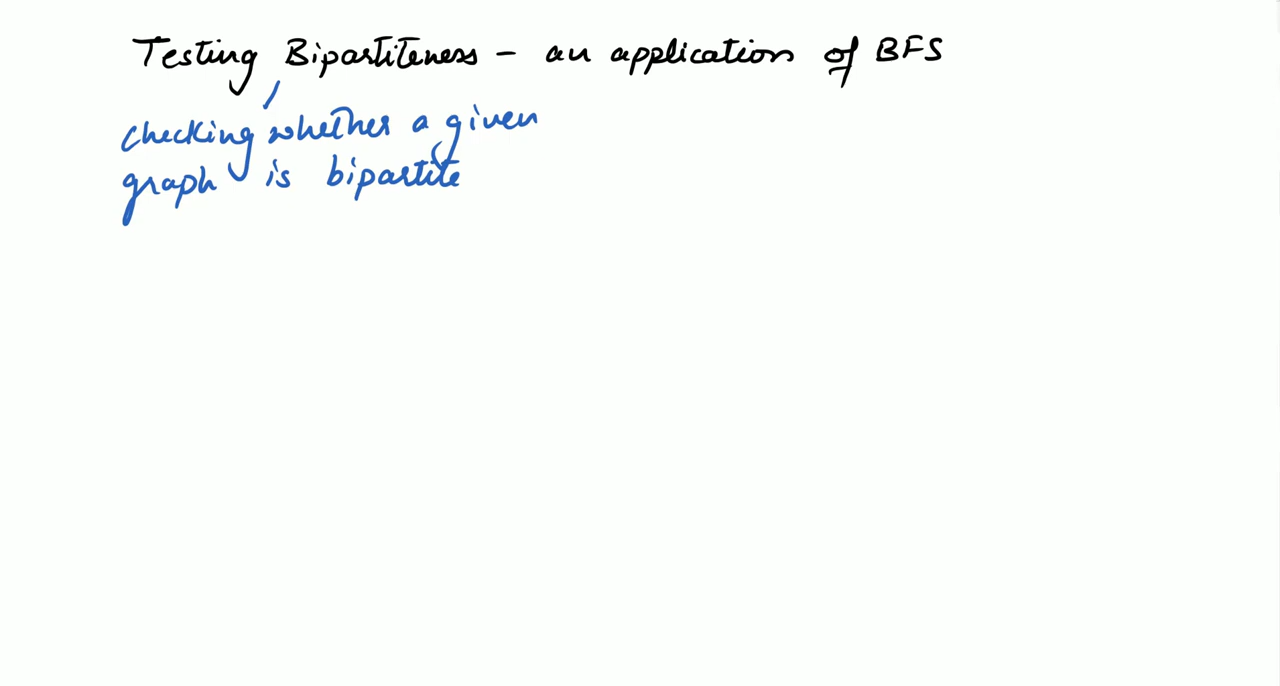 Testing Bipartiteness - an application of BFS
checking whether a given
graph is bipartite